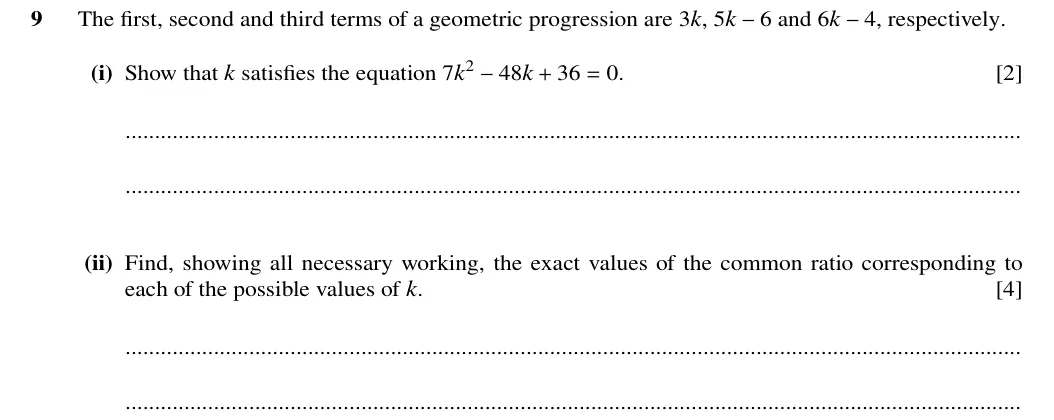 9 The first, second and third terms of a geometric progression are 3k, 5k – 6 and 6k – 4, respectively.
(i) Show that k satisfies the equation 7k² – 48k + 36 = 0. [2]
..........................................................................................................................................................
..........................................................................................................................................................
(ii) Find, showing all necessary working, the exact values of the common ratio corresponding to
each of the possible values of k. [4]
..........................................................................................................................................................
..........................................................................................................................................................